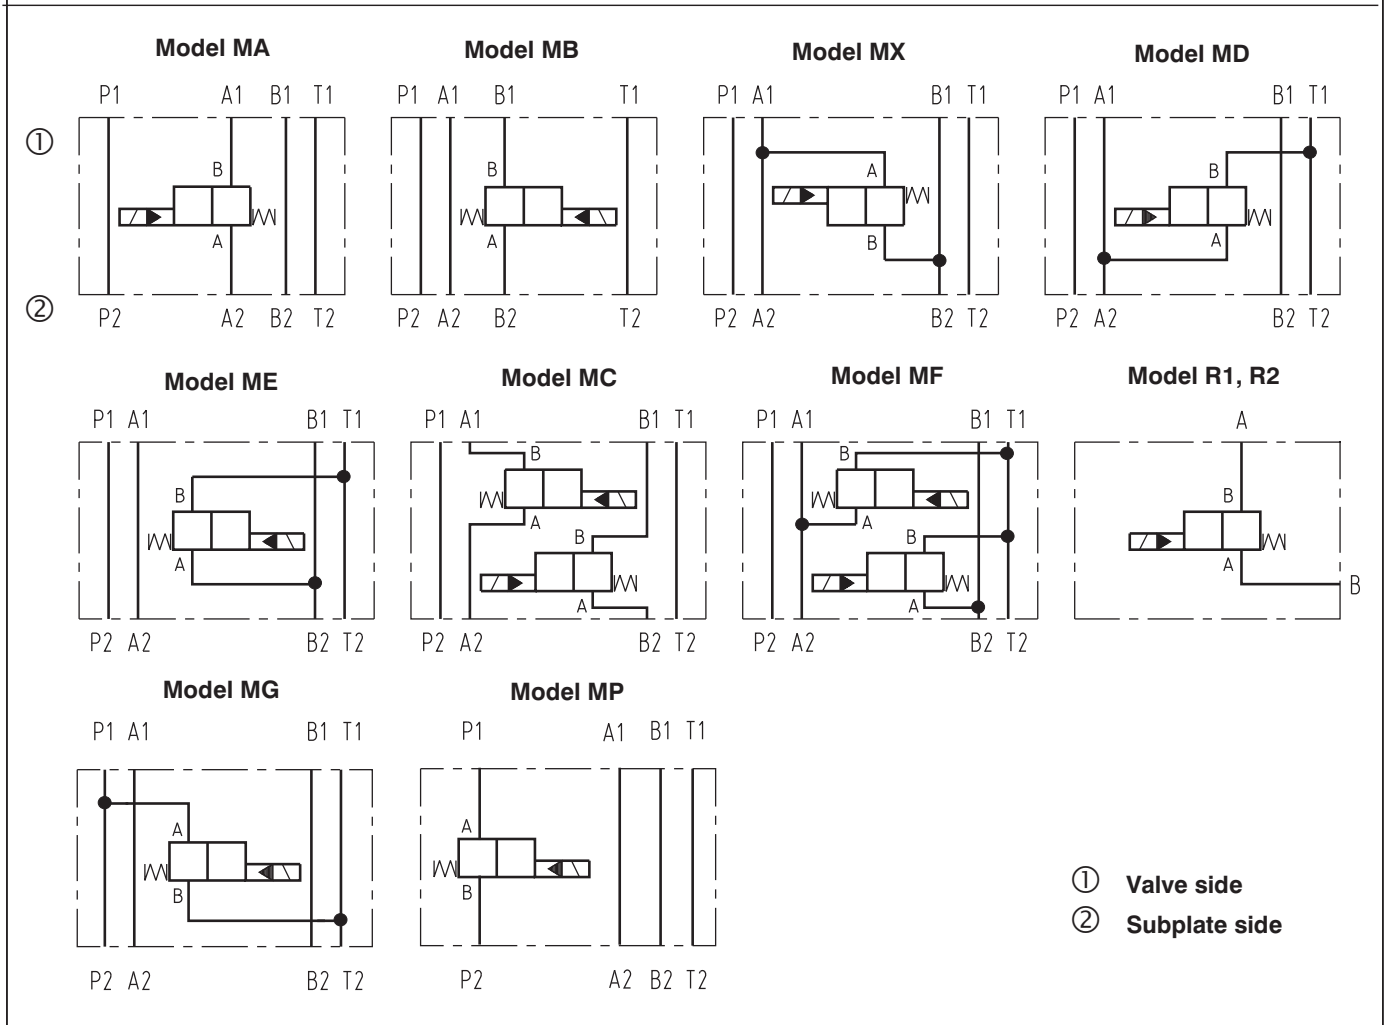 Model MA
Model MB
Model MX
Model MD
P1 A1 B1 T1
P1 A1 B1 T1
P1 A1 B1 T1
P1 A1 B1 T1
①
B
A
B
A
A
B
B
A
②
P2 A2 B2 T2
P2 A2 B2 T2
P2 A2 B2 T2
P2 A2 B2 T2
Model ME
Model MC
Model MF
Model R1, R2
P1 A1 B1 T1
P1 A1 B1 T1
P1 A1 B1 T1
A
B
A
B
A
B
A
B
A
B
A
B
A
B
P2 A2 B2 T2
P2 A2 B2 T2
P2 A2 B2 T2
Model MG
Model MP
P1 A1 B1 T1
P1 A1 B1 T1
A
B
A
B
P2 A2 B2 T2
P2 A2 B2 T2
① Valve side
② Subplate side